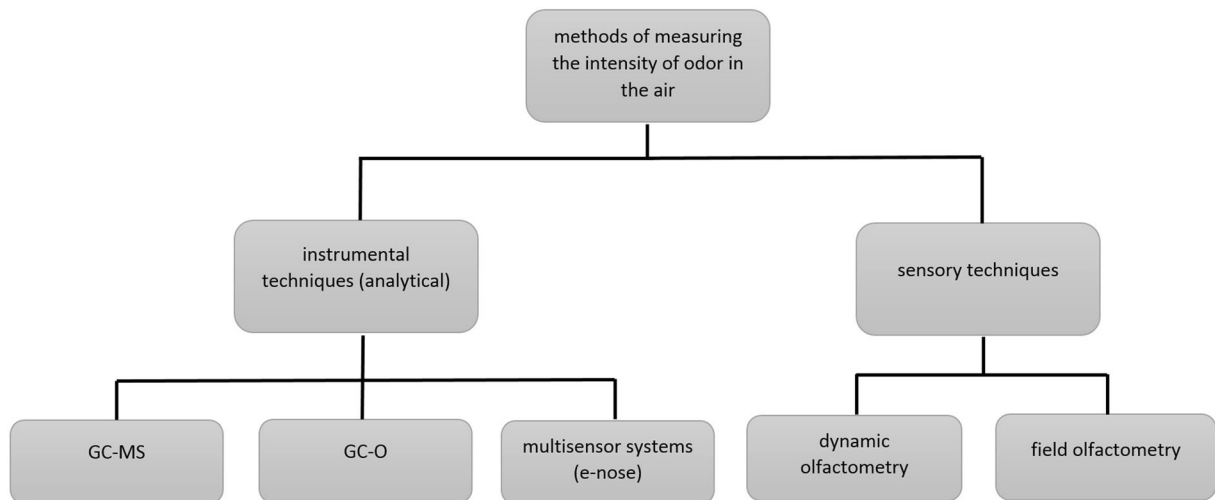 methods of measuring
the intensity of odor in
the air
instrumental
techniques (analytical)
sensory techniques
GC-MS
GC-O
multisensor systems
(e-nose)
dynamic
olfactometry
field olfactometry